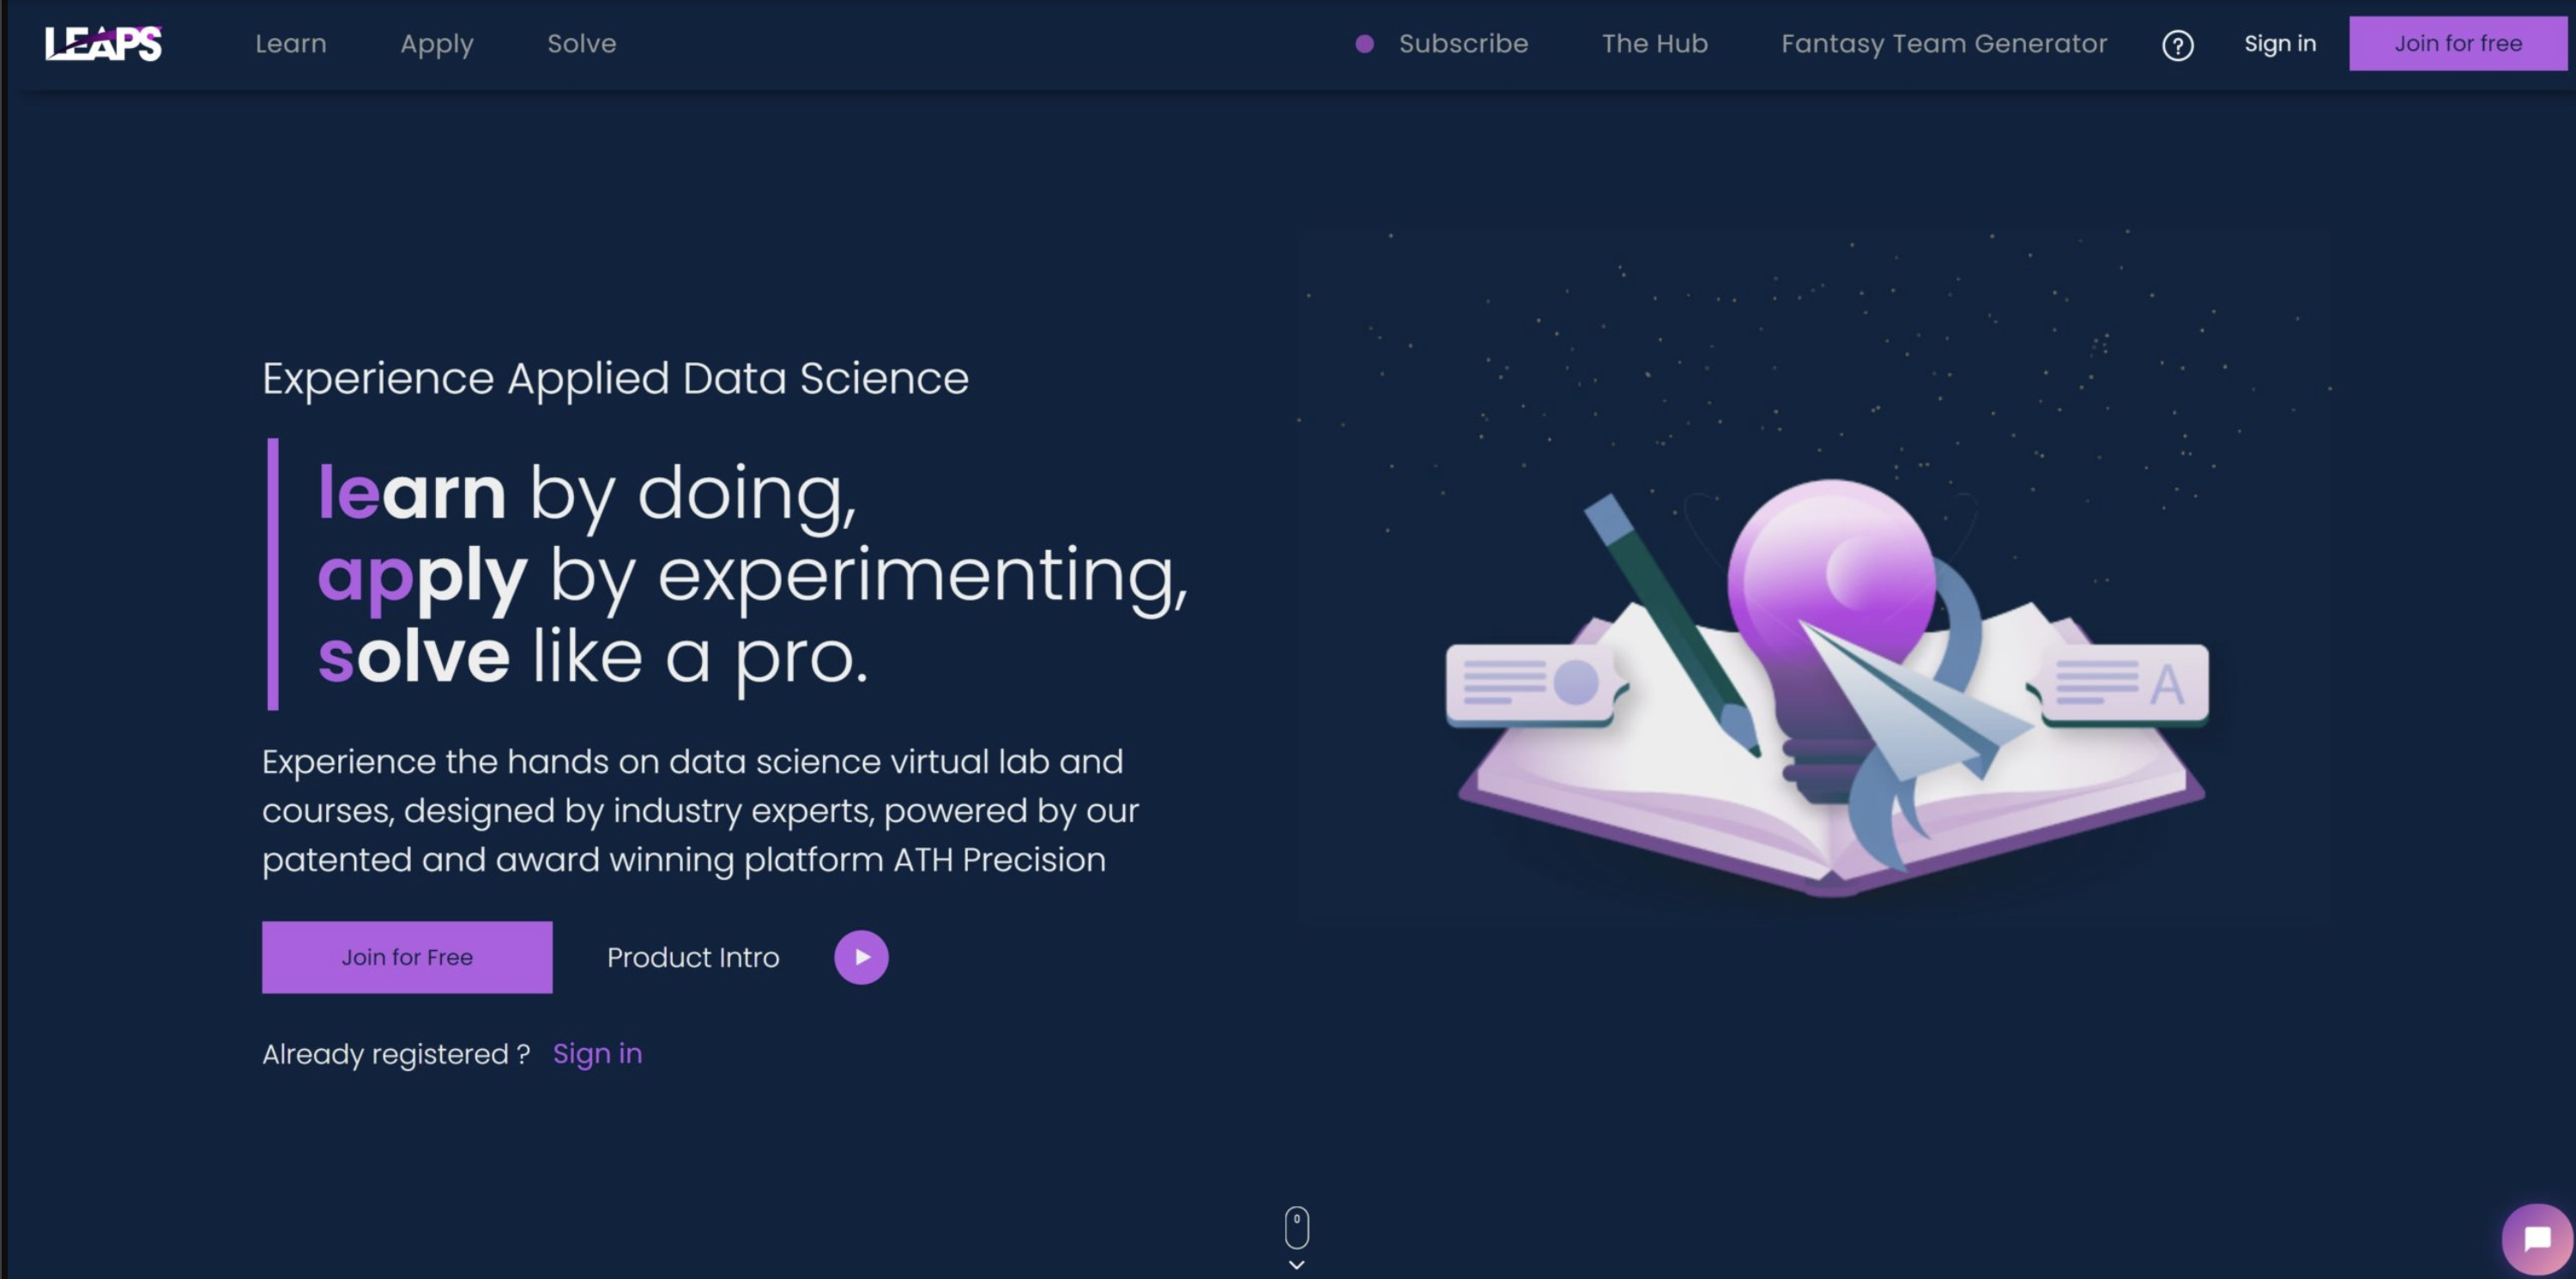 LEAPS
Learn
Apply
Solve
Subscribe
The Hub
Fantasy Team Generator
?
Sign in
Join for free
Experience Applied Data Science
learn by doing,
apply by experimenting,
solve like a pro.
Experience the hands on data science virtual lab and
courses, designed by industry experts, powered by our
patented and award winning platform ATH Precision
Join for Free
Product Intro
Already registered ? Sign in
A